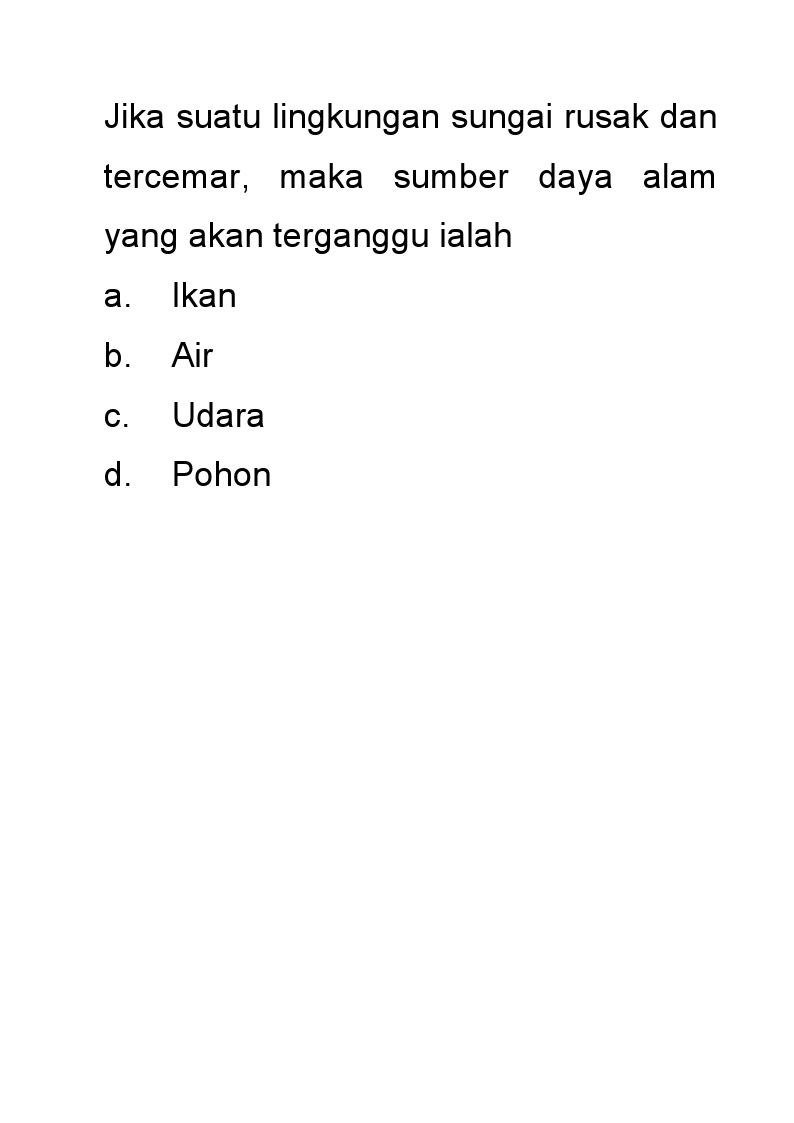 Jika suatu lingkungan sungai rusak dan
tercemar, maka sumber daya alam
yang akan terganggu ialah
a. Ikan
b. Air
c. Udara
d. Pohon